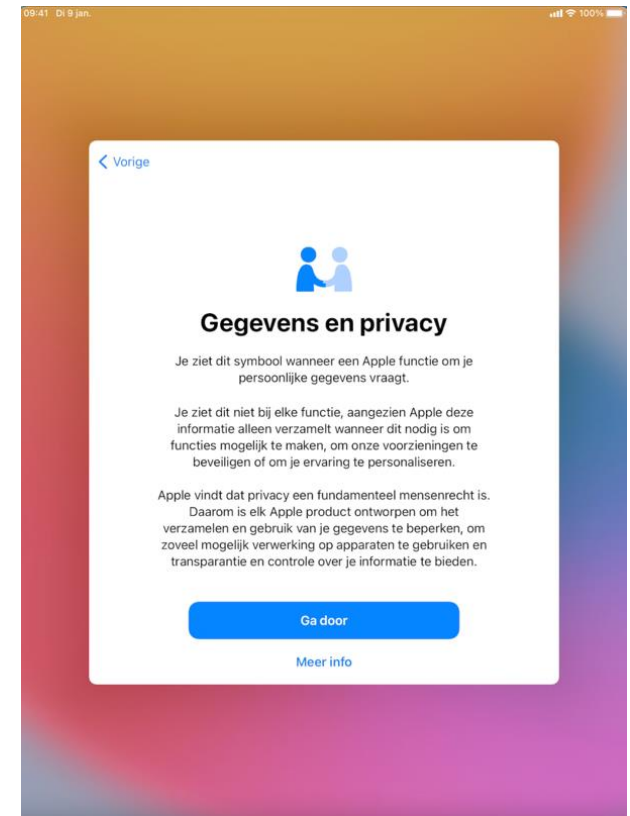 09:41 Di 9 jan.
100%
Vorige
Gegevens en privacy
Je ziet dit symbool wanneer een Apple functie om je
persoonlijke gegevens vraagt.
Je ziet dit niet bij elke functie, aangezien Apple deze
informatie alleen verzamelt wanneer dit nodig is om
functies mogelijk te maken, om onze voorzieningen te
beveiligen of om je ervaring te personaliseren.
Apple vindt dat privacy een fundamenteel mensenrecht is.
Daarom is elk Apple product ontworpen om het
verzamelen en gebruik van je gegevens te beperken, om
zoveel mogelijk verwerking op apparaten te gebruiken en
transparantie en controle over je informatie te bieden.
Ga door
Meer info